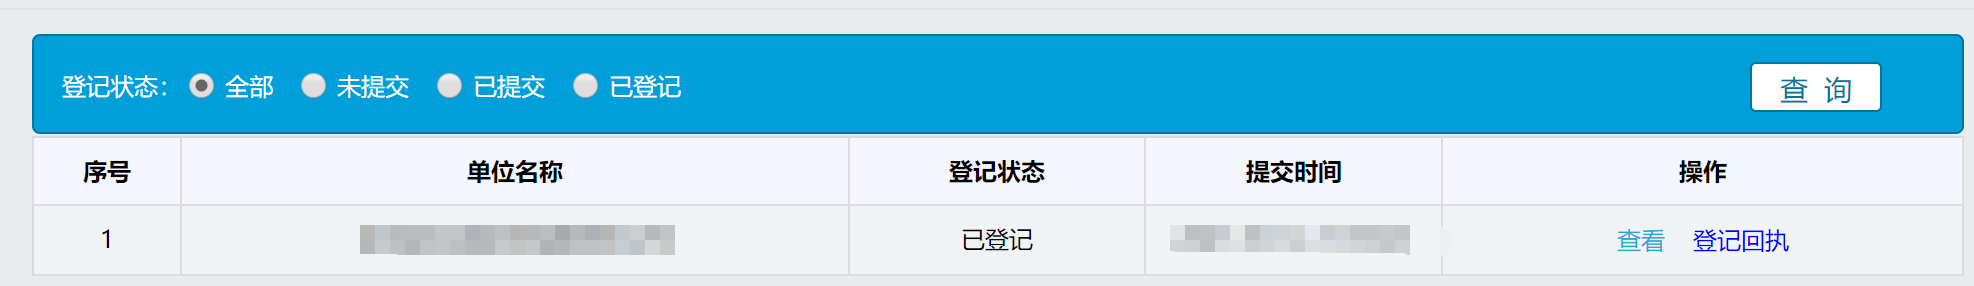 登记状态： 全部 未提交 已提交 已登记 查 询
序号 单位名称 登记状态 提交时间 操作
1 已登记 查看 登记回执